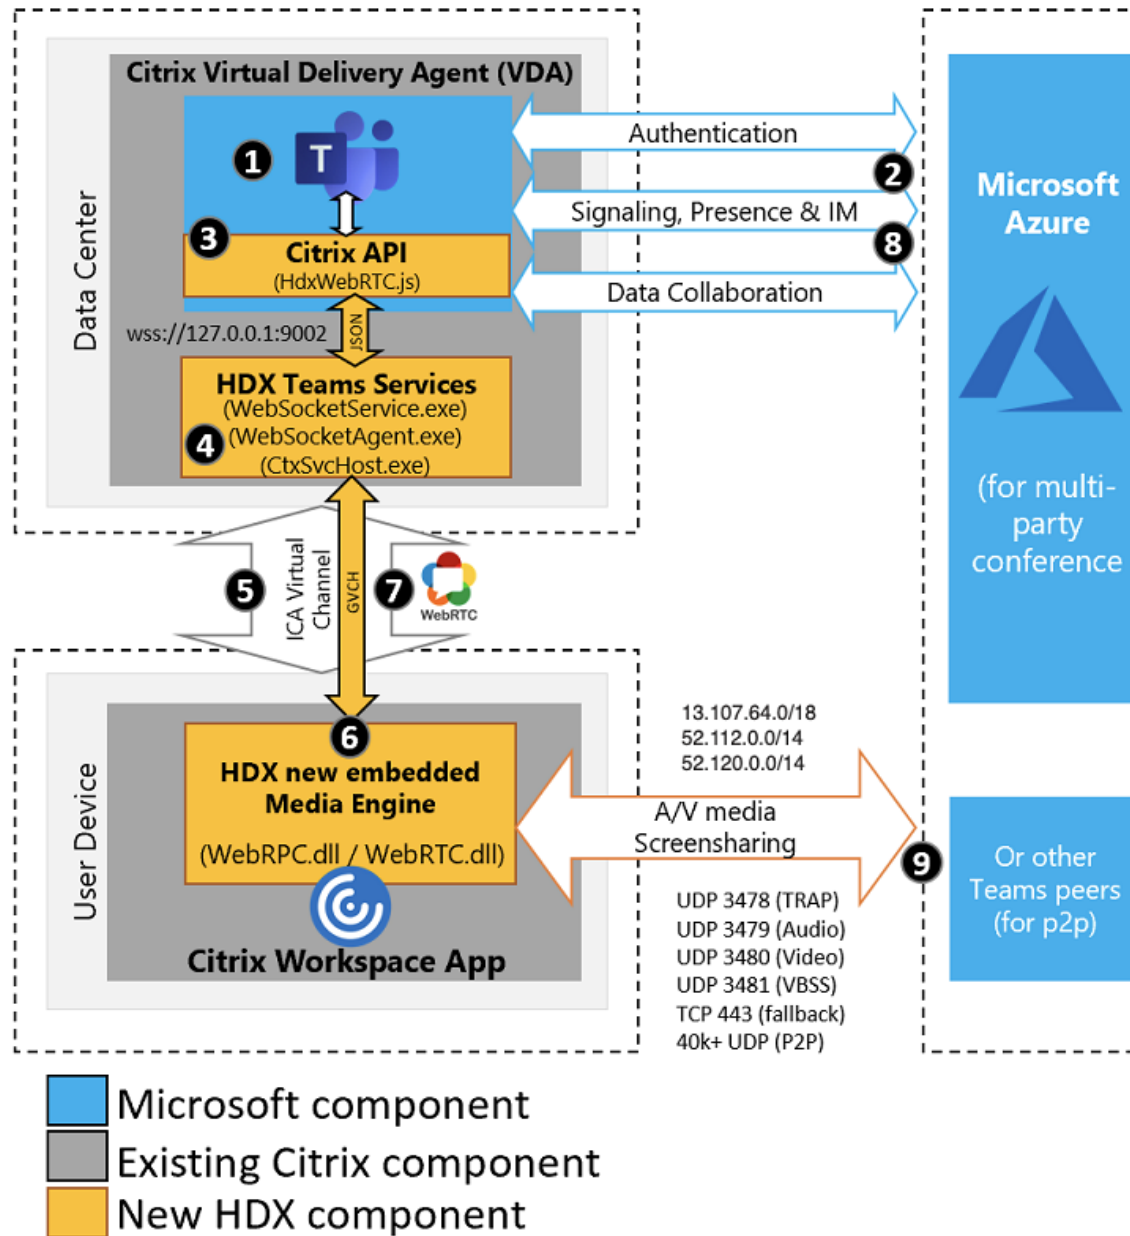 Citrix Virtual Delivery Agent (VDA)
Data Center
1
T
3
Citrix API
(HdxWebRTC.js)
wss://127.0.0.1:9002
JSON
HDX Teams Services
(WebSocketService.exe)
4
(WebSocketAgent.exe)
(CtxSvcHost.exe)
Authentication
2
Signaling, Presence & IM
8
Data Collaboration
Microsoft
Azure
(for multi-
party
conference
5
ICA Virtual
Channel
GVCH
7
WebRTC
User Device
6
HDX new embedded
Media Engine
(WebRPC.dll / WebRTC.dll)
Citrix Workspace App
13.107.64.0/18
52.112.0.0/14
52.120.0.0/14
A/V media
Screensharing
9
UDP 3478 (TRAP)
UDP 3479 (Audio)
UDP 3480 (Video)
UDP 3481 (VBSS)
TCP 443 (fallback)
40k+ UDP (P2P)
Or other
Teams peers
(for p2p)
Microsoft component
Existing Citrix component
New HDX component